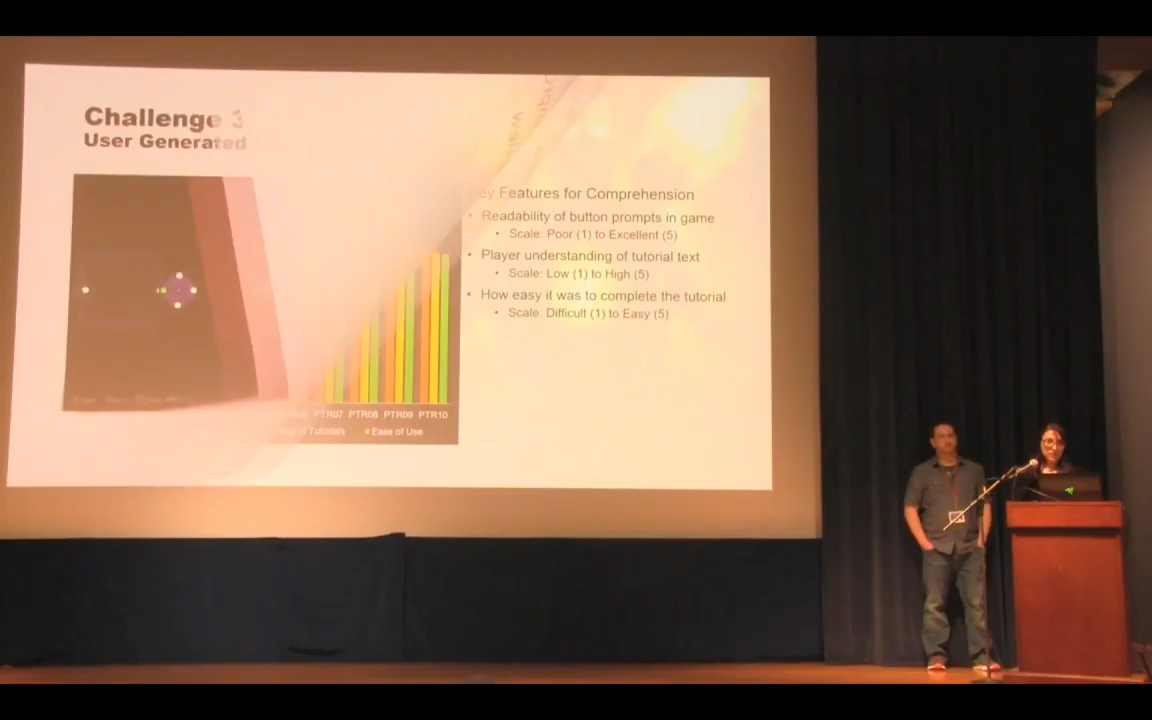 Challenge 3
User Generated
Key Features for Comprehension
• Readability of button prompts in game
• Scale: Poor (1) to Excellent (5)
• Player understanding of tutorial text
• Scale: Low (1) to High (5)
• How easy it was to complete the tutorial
• Scale: Difficult (1) to Easy (5)
PTR07 PTR08 PTR09 PTR10
of Tutorials Ease of Use